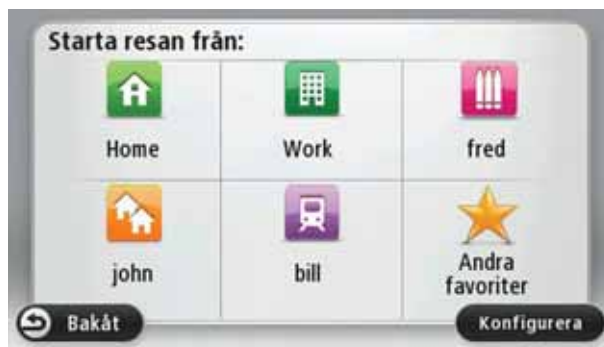 Starta resan från:
Home
Work
fred
john
bill
Andra
favoriter
Bakåt
Konfigurera